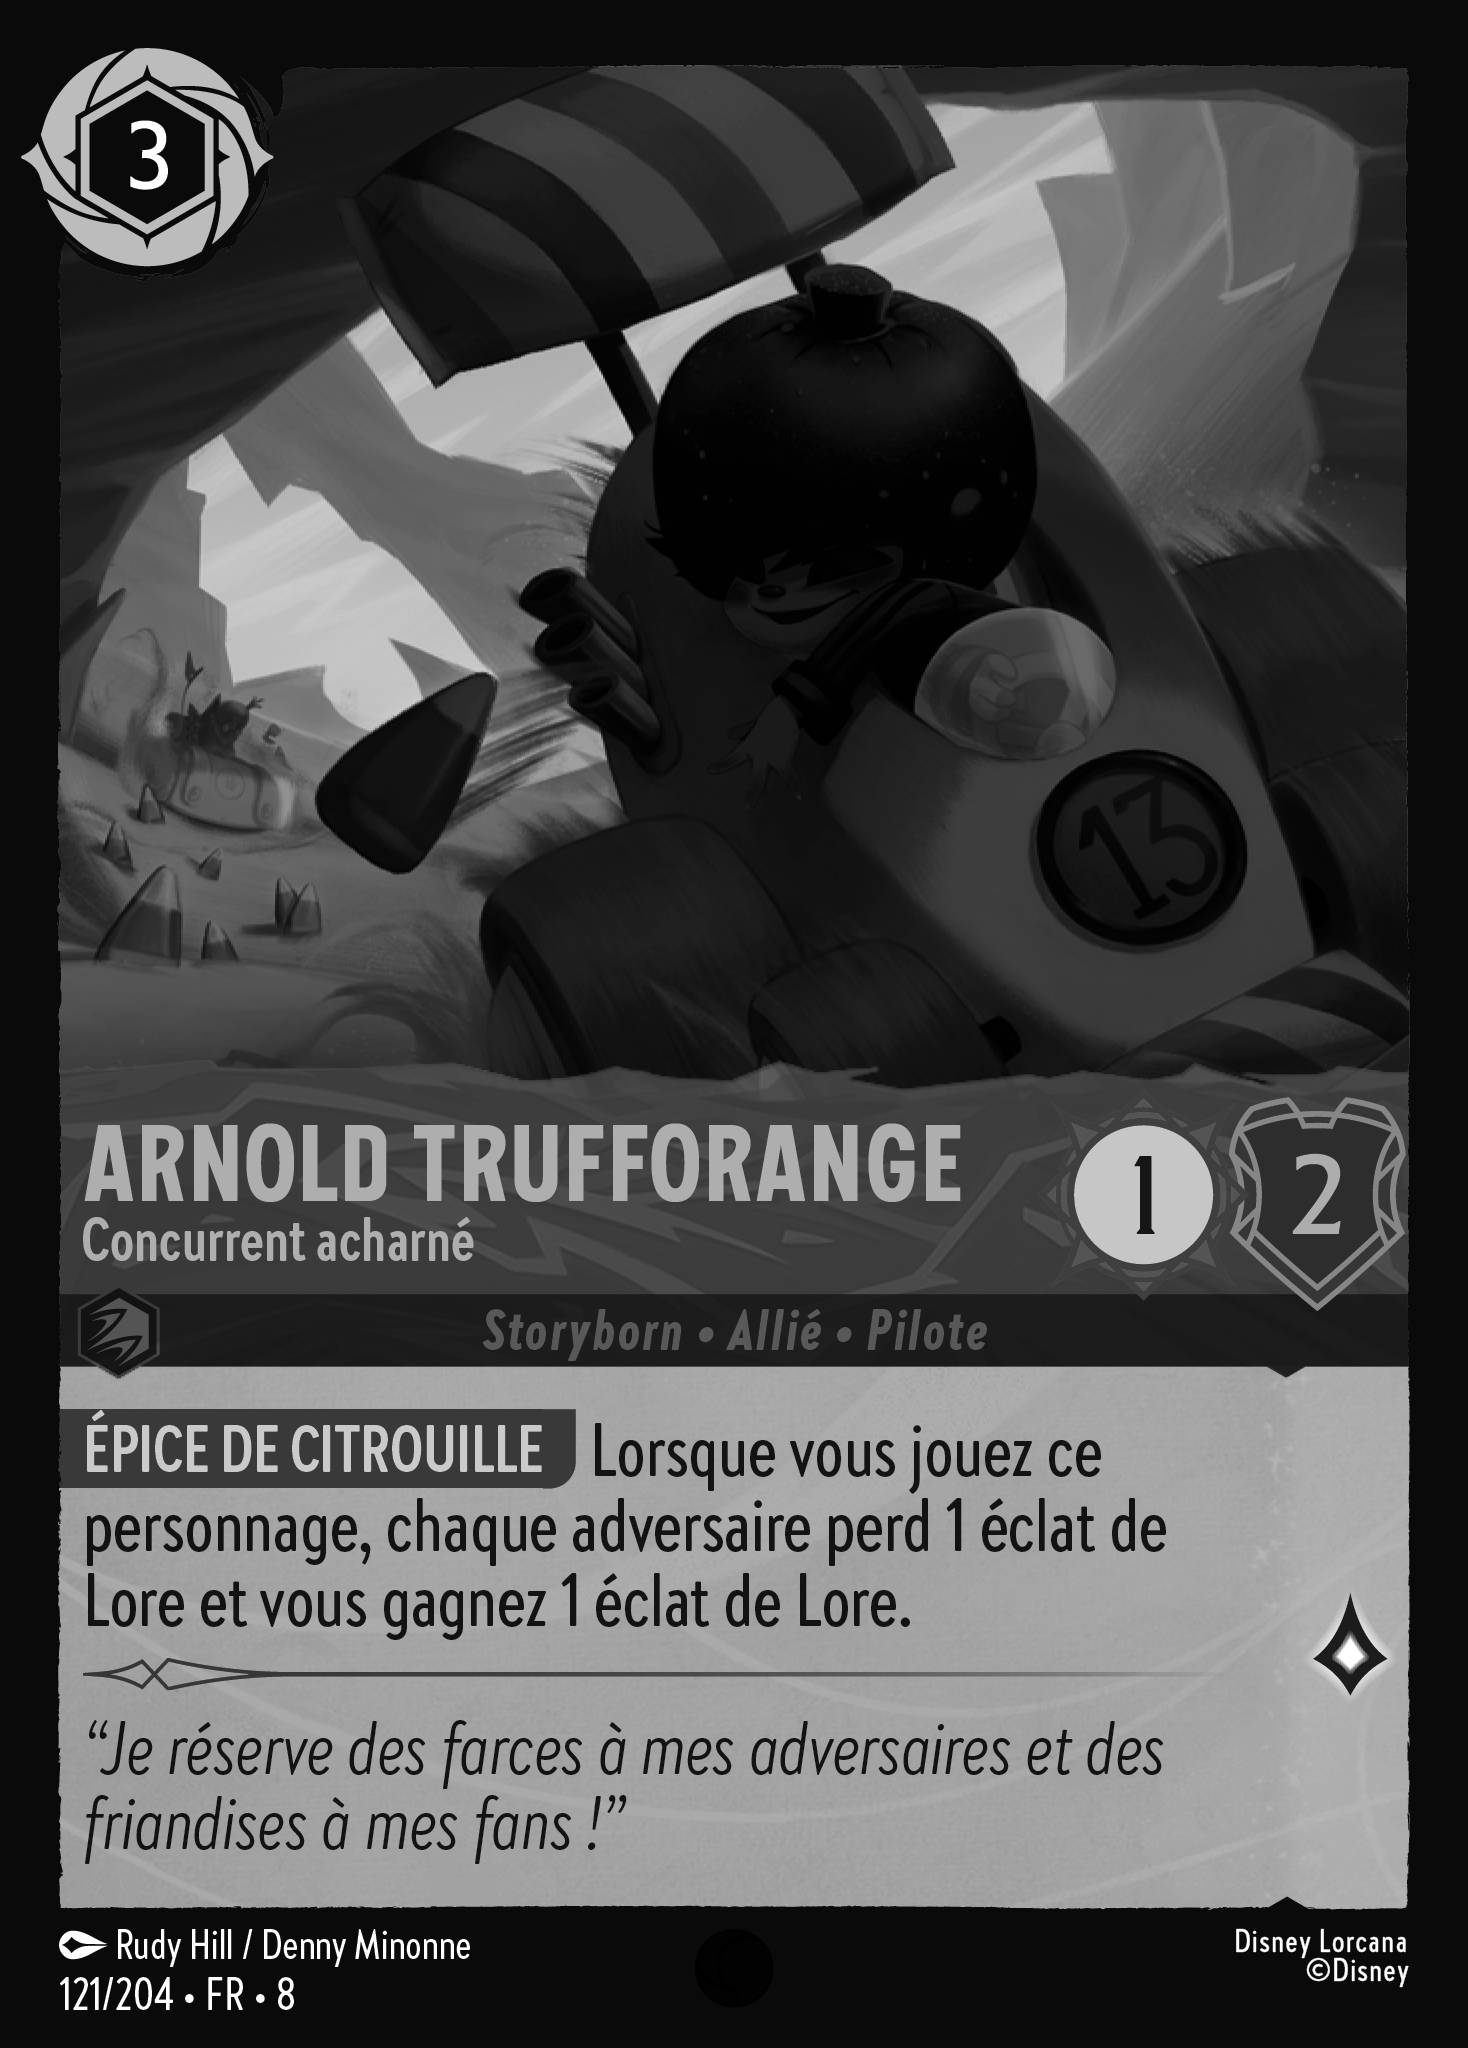 3
13
ARNOLD TRUFFORANGE
Concurrent acharné
1
2
Storyborn • Allié • Pilote
ÉPICE DE CITROUILLE Lorsque vous jouez ce
personnage, chaque adversaire perd 1 éclat de
Lore et vous gagnez 1 éclat de Lore.
“Je réserve des farces à mes adversaires et des
friandises à mes fans !”
Rudy Hill / Denny Minonne
121/204 • FR • 8
Disney Lorcana
©Disney